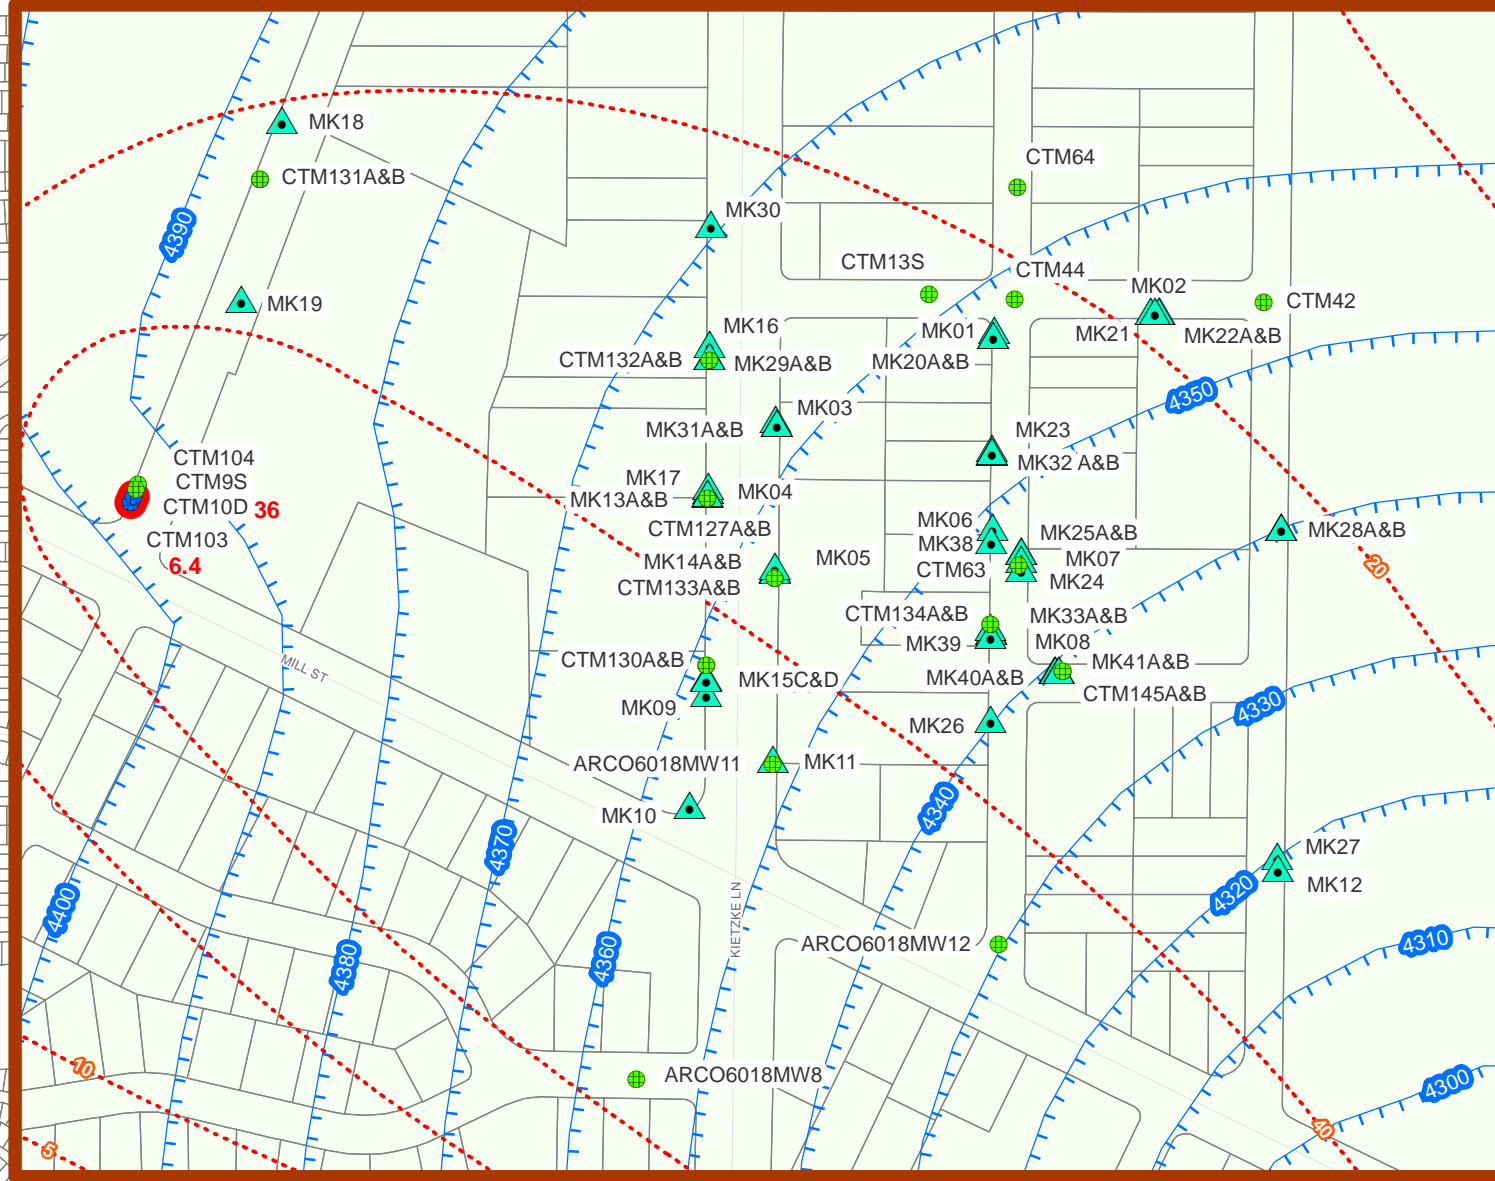 MK18
CTM64
CTM131A&B
MK30
4390
CTM13S
CTM44
MK02
MK19
CTM42
MK16
MK01
MK21
MK22A&B
CTM132A&B
MK29A&B
MK20A&B
4350
MK03
MK31A&B
MK23
CTM104
MK32 A&B
CTM9S
MK17
MK04
MK13A&B
CTM10D 36
CTM127A&B
MK06
MK25A&B
MK28A&B
CTM103
MK38
6.4
MK14A&B
MK05
MK07
CTM63
MK24
20
CTM133A&B
CTM134A&B
MK33A&B
MK39
MK08
CTM130A&B
MK41A&B
MILL ST
MK15C&D
MK40A&B
CTM145A&B
MK09
4330
MK26
ARCO6018MW11
MK11
4340
MK10
4370
MK27
MK12
4320
4400
KIETZKE LN
ARCO6018MW12
4310
4360
4380
10
ARCO6018MW8
4300
40
5